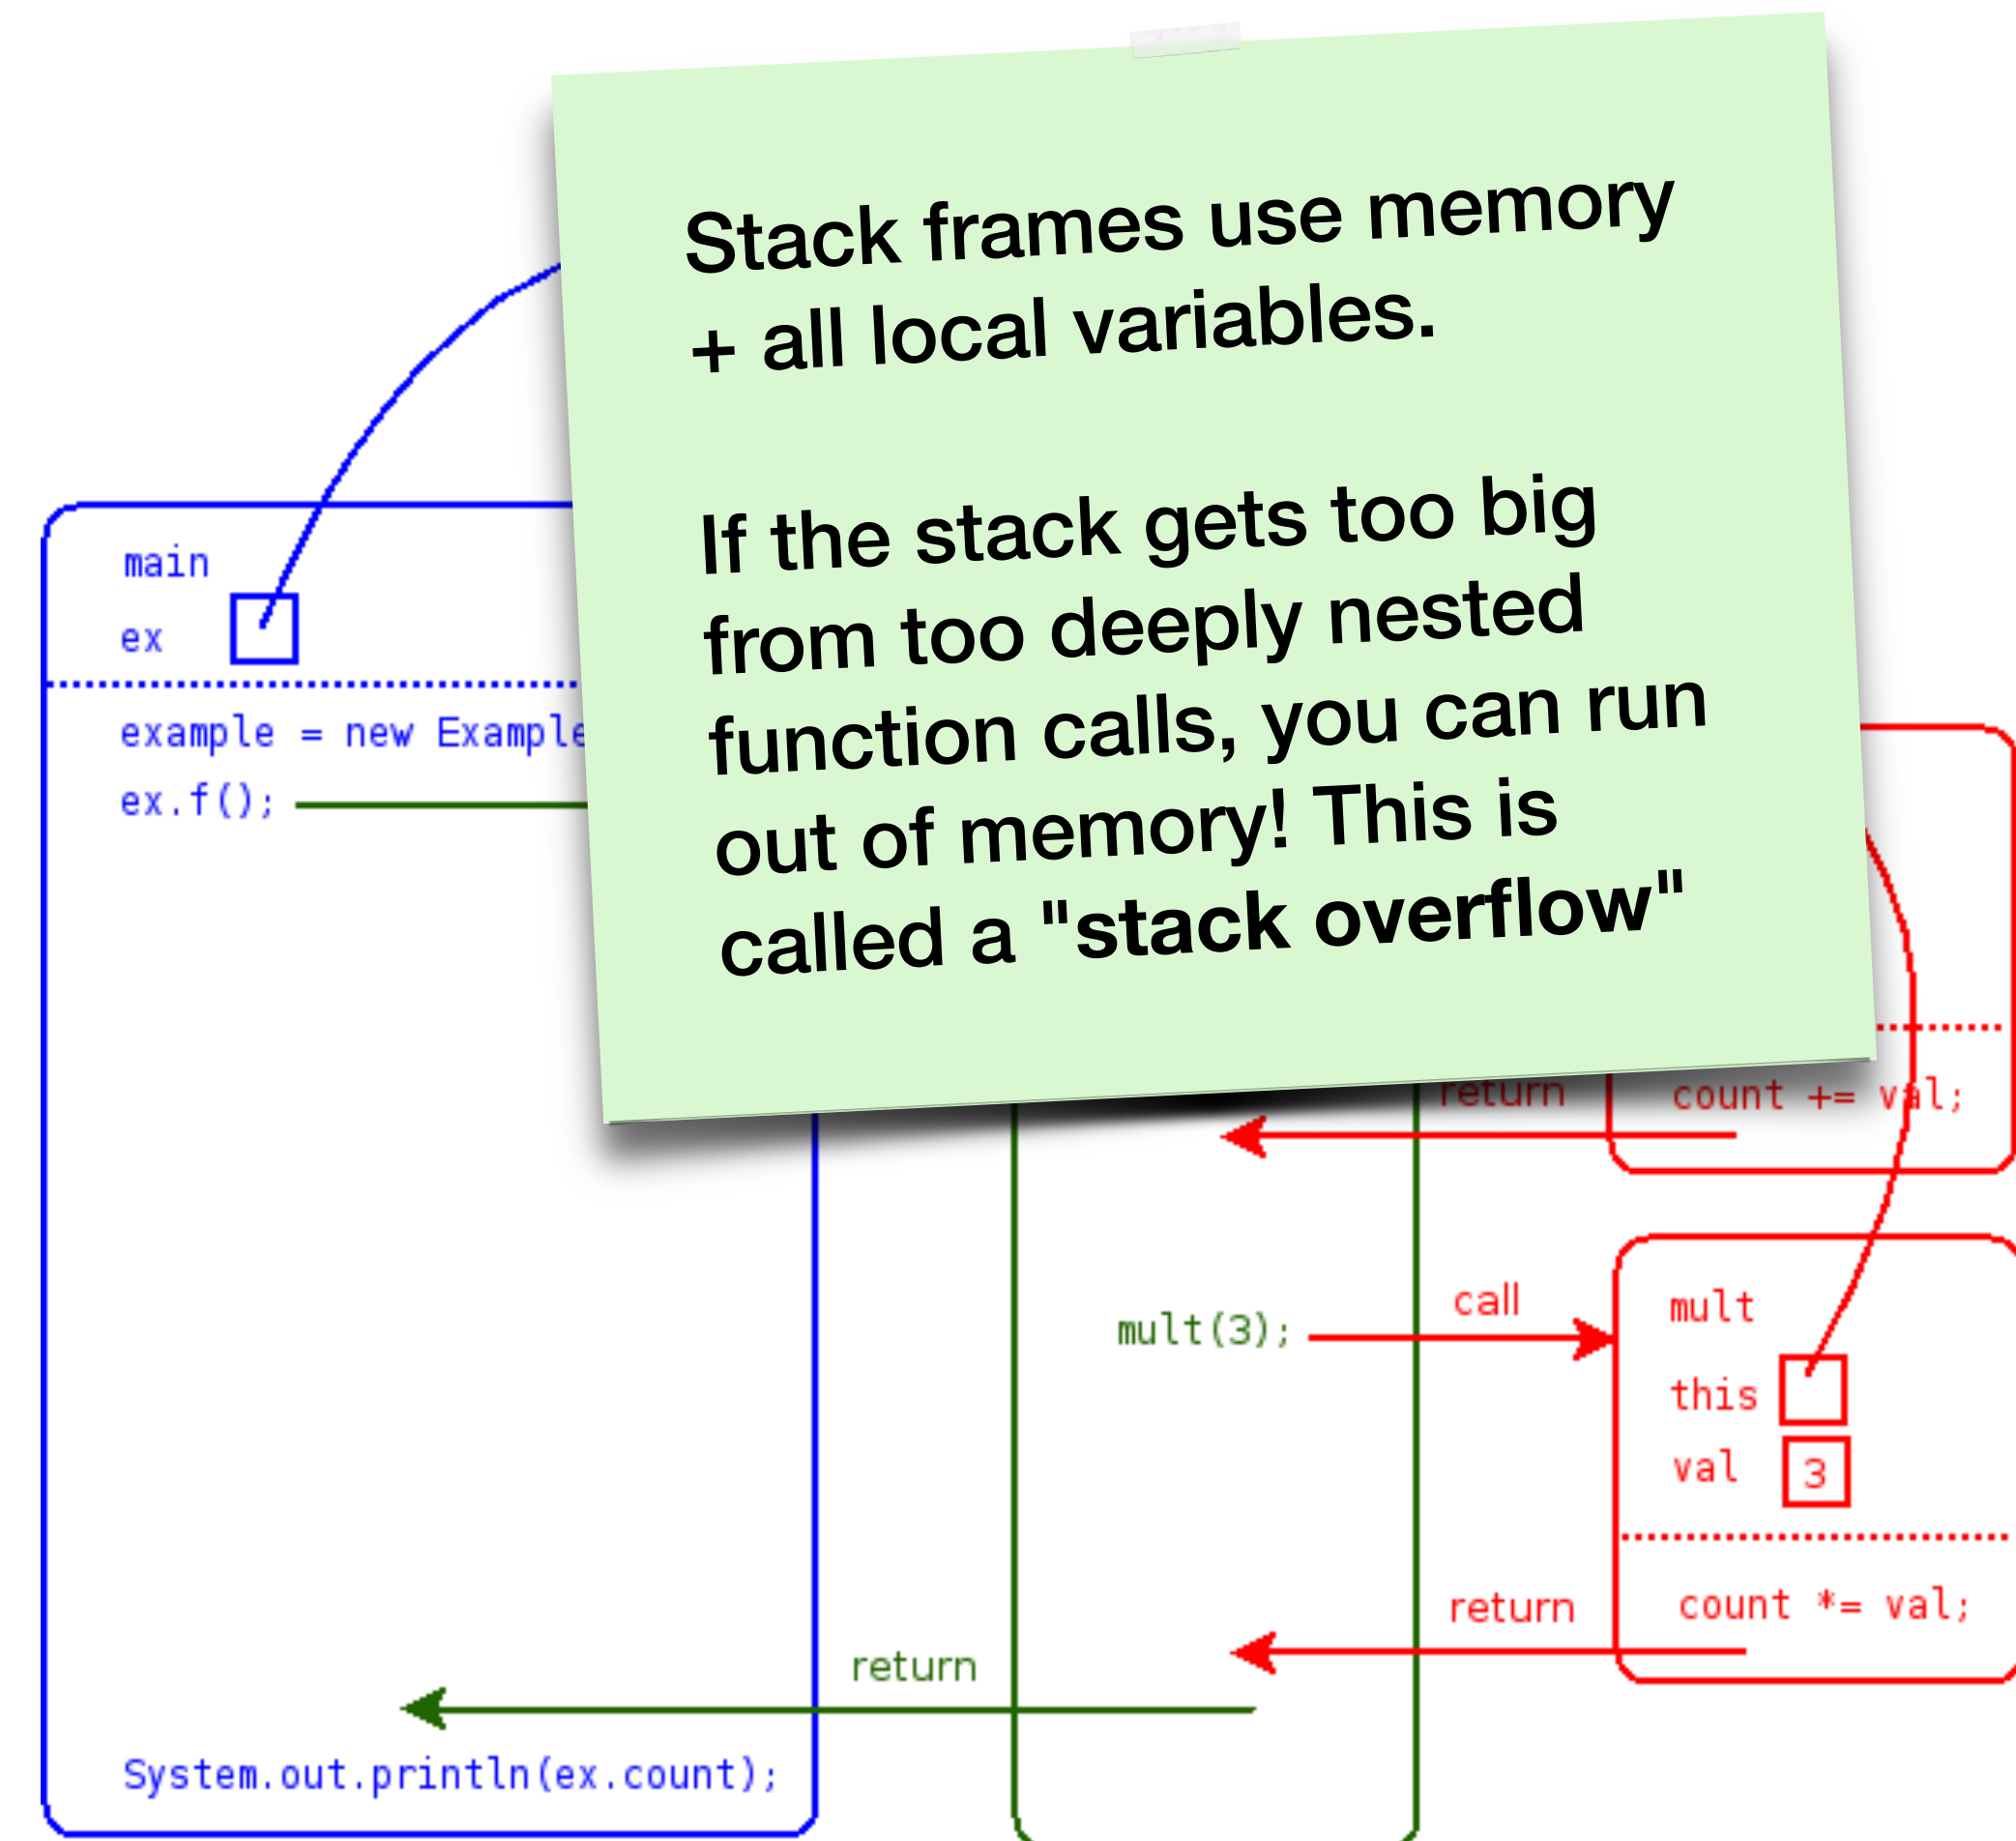 Stack frames use memory
+ all local variables.
If the stack gets too big
from too deeply nested
function calls, you can run
out of memory! This is
called a "stack overflow"
main
ex
example = new Example
ex.f();
return
count += val;
mult(3);
call
mult
this
val 3
return
count *= val;
return
System.out.println(ex.count);